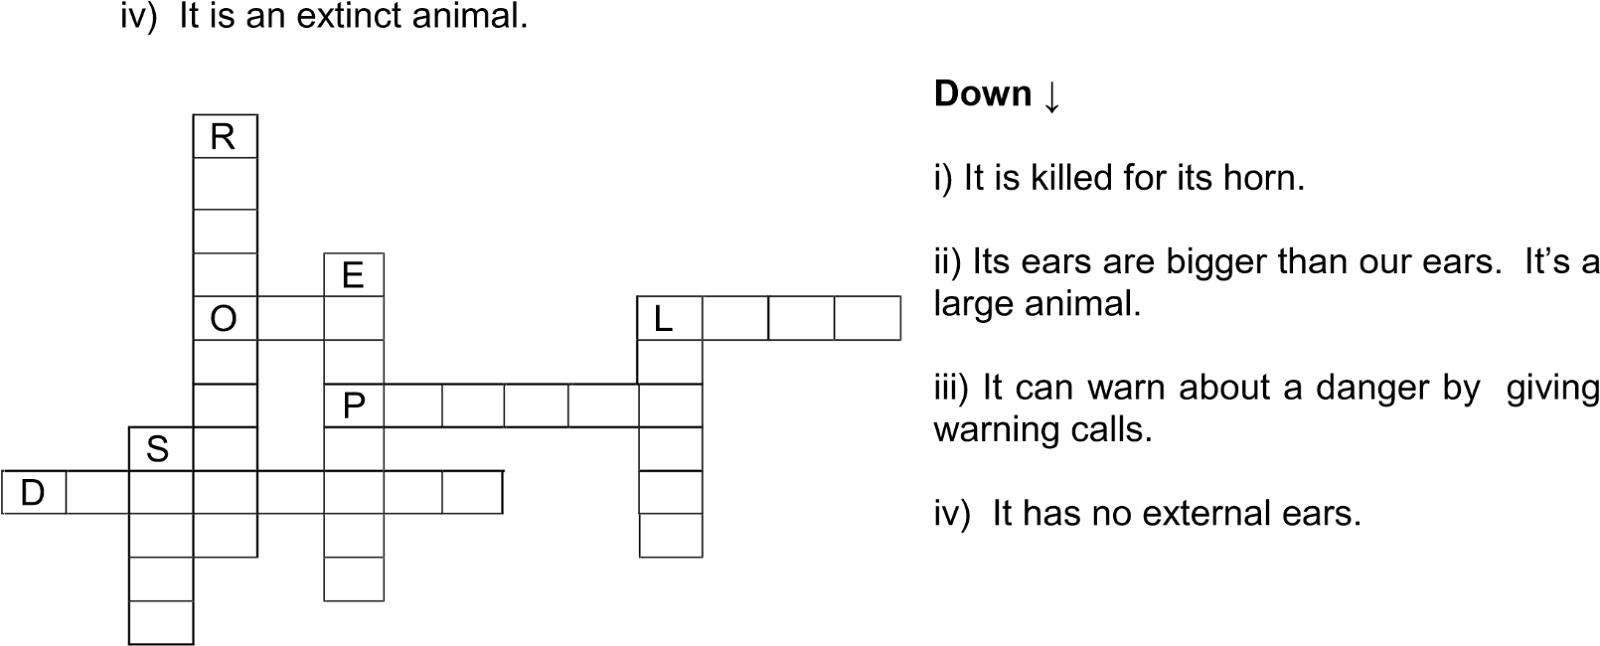 iv) It is an extinct animal.
R
E
O
L
P
S
D
Down ↓
i) It is killed for its horn.
ii) Its ears are bigger than our ears. It’s a
large animal.
iii) It can warn about a danger by giving
warning calls.
iv) It has no external ears.